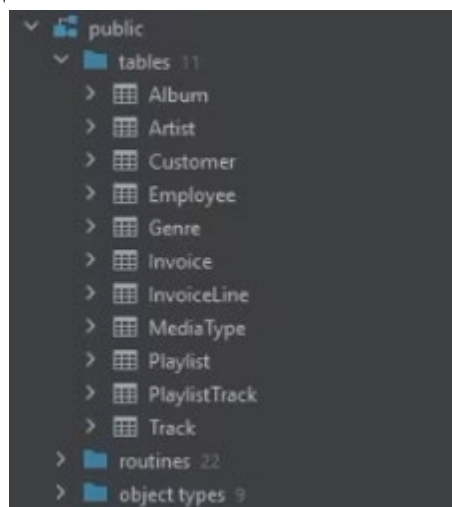 public
tables 11
Album
Artist
Customer
Employee
Genre
Invoice
InvoiceLine
MediaType
Playlist
PlaylistTrack
Track
routines 22
object types 9